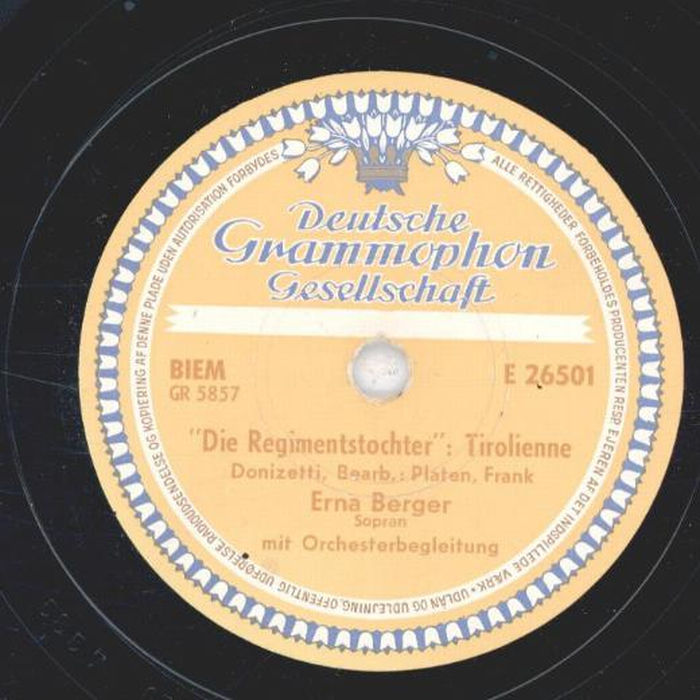 Deutsche
Grammophon
Gesellschaft
BIEM
GR 5857
E 26501
"Die Regimentstochter": Tirolienne
Donizetti, Bearb.: Platen, Frank
Erna Berger
Sopran
mit Orchesterbegleitung
ALLE RETTIGHEDER FORBEHOLDES PRODUCENTEN RESP EJEREN AF DET INDSPILLEDE VÆRK • UDLÅN OG UDLEJNING, OFFENTLIG UDFØRELSE RADIOUDSENDELSE OG KOPIERING AF DENNE PLADE UDEN AUTORISATION FORBYDES